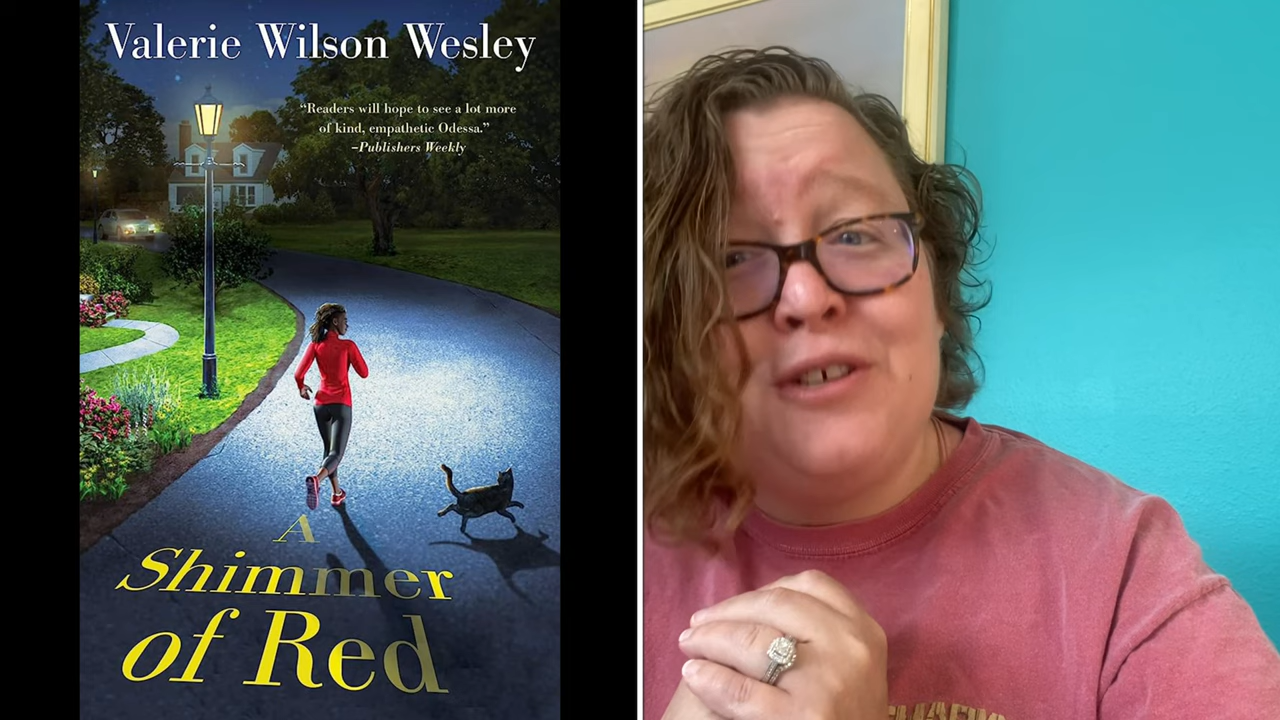 Valerie Wilson Wesley
“Readers will hope to see a lot more
of kind, empathetic Odessa.”
–Publishers Weekly
A
Shimmer
of Red